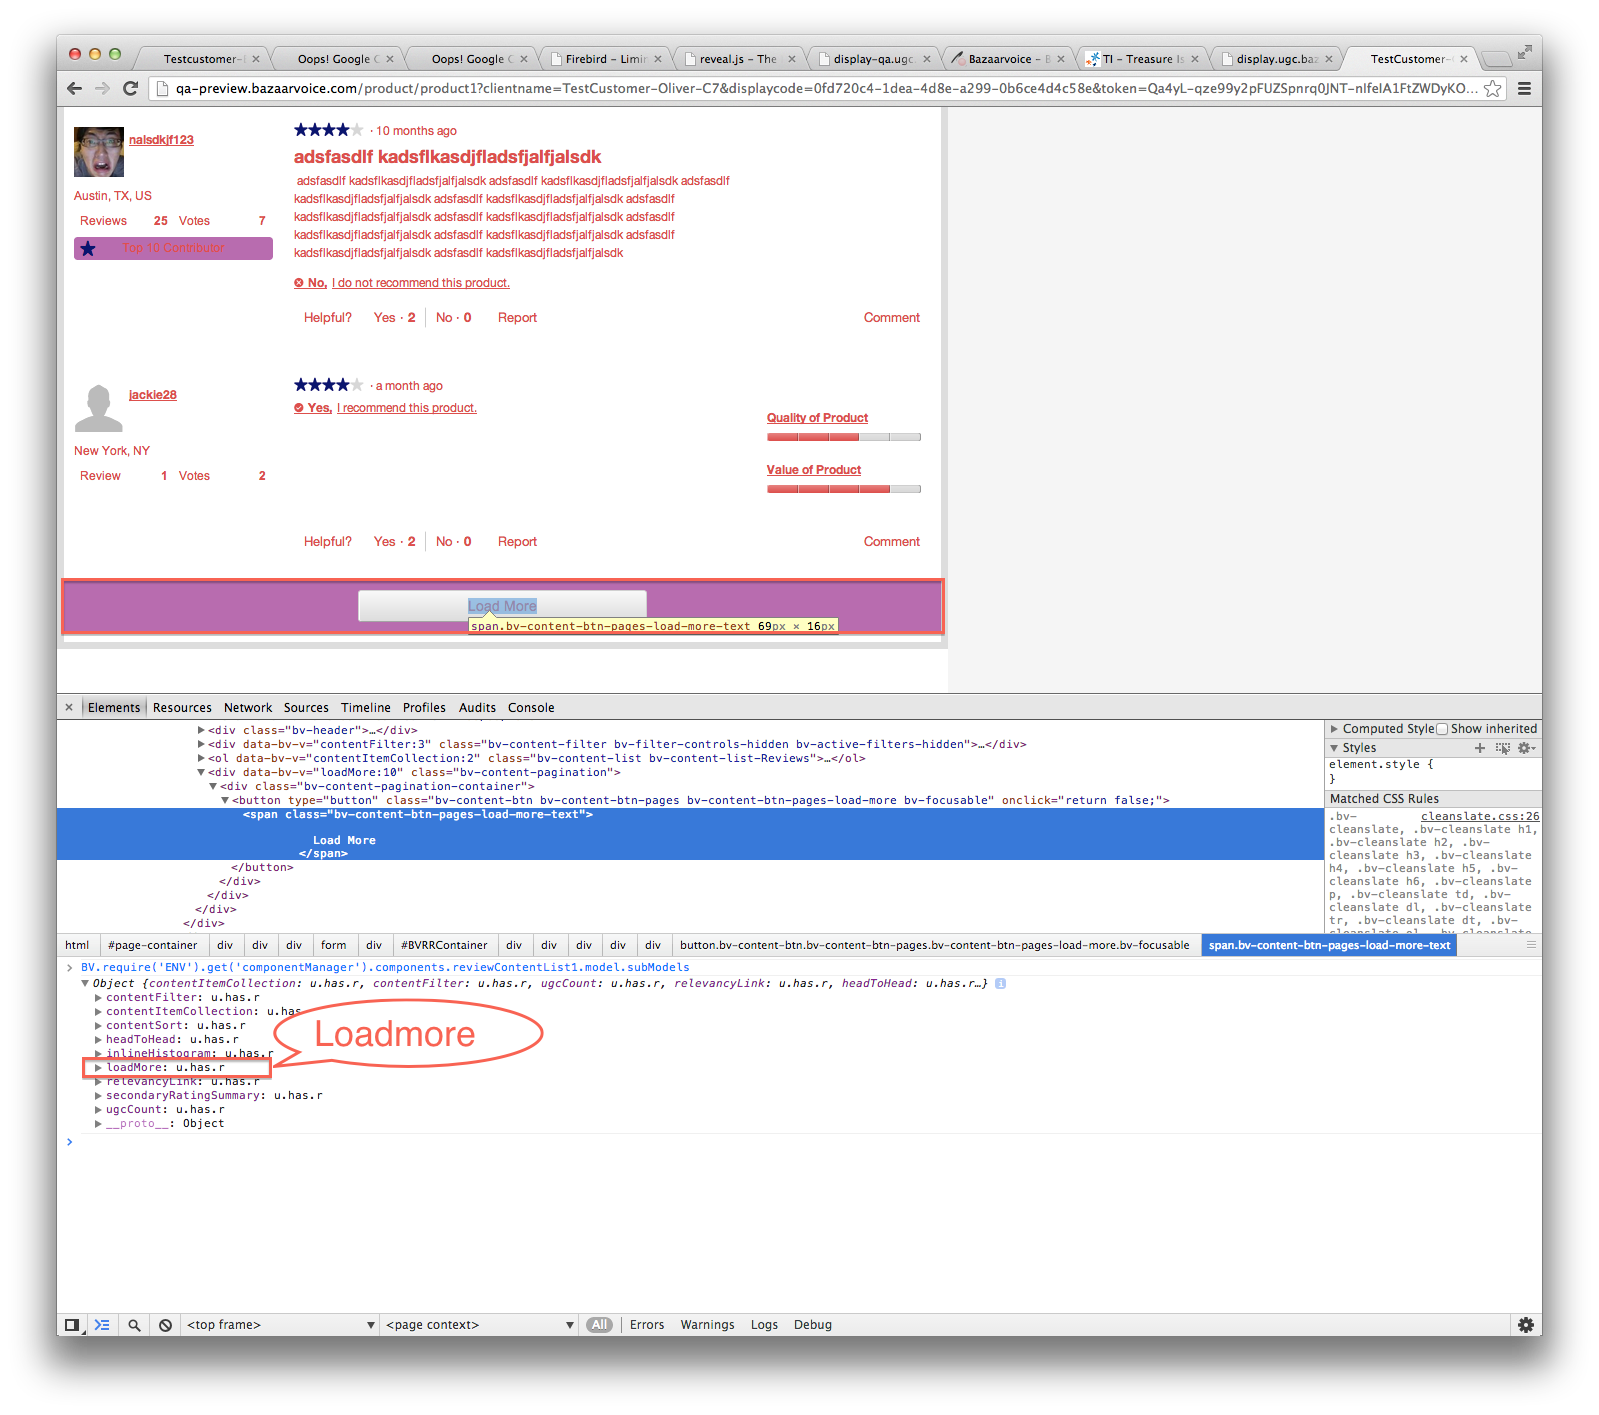 Testcustomer-
Oops! Google C
Oops! Google C
Firebird – Limin
reveal.js – The
display-qa.ugc.
Bazaarvoice – B
TI – Treasure Is
display.ugc.baz
TestCustomer-
qa-preview.bazaarvoice.com/product/product1?clientname=TestCustomer-Oliver-C7&displaycode=0fd720c4-1dea-4d8e-a299-0b6ce4d4c58e&token=Qa4yL-qze99y2pFUZSpnrq0JNT-nIfeIA1FtZWDyKO...
nalsdkjf123
· 10 months ago
adsfasdlf kadsflkasdjfladsfjalfjalsdk
adsfasdlf kadsflkasdjfladsfjalfjalsdk adsfasdlf kadsflkasdjfladsfjalfjalsdk adsfasdlf
kadsflkasdjfladsfjalfjalsdk adsfasdlf kadsflkasdjfladsfjalfjalsdk adsfasdlf
kadsflkasdjfladsfjalfjalsdk adsfasdlf kadsflkasdjfladsfjalfjalsdk adsfasdlf
kadsflkasdjfladsfjalfjalsdk adsfasdlf kadsflkasdjfladsfjalfjalsdk adsfasdlf
kadsflkasdjfladsfjalfjalsdk adsfasdlf kadsflkasdjfladsfjalfjalsdk
Austin, TX, US
Reviews 25 Votes 7
Top 10 Contributor
No, I do not recommend this product.
Helpful? Yes · 2 No · 0 Report Comment
jackie28
· a month ago
Yes, I recommend this product.
Quality of Product
New York, NY
Value of Product
Review 1 Votes 2
Helpful? Yes · 2 No · 0 Report Comment
Load More
span.bv-content-btn-pages-load-more-text 69px × 16px
× Elements Resources Network Sources Timeline Profiles Audits Console
<div class="bv-header">…</div>
<div data-bv-v="contentFilter:3" class="bv-content-filter bv-filter-controls-hidden bv-active-filters-hidden">…</div>
<ol data-bv-v="contentItemCollection:2" class="bv-content-list bv-content-list-Reviews">…</ol>
<div data-bv-v="loadMore:10" class="bv-content-pagination">
<div class="bv-content-pagination-container">
<button type="button" class="bv-content-btn bv-content-btn-pages bv-content-btn-pages-load-more bv-focusable" onclick="return false;">
<span class="bv-content-btn-pages-load-more-text">
Load More
</span>
</button>
</div>
</div>
</div>
</div>
Computed Style Show inherited
Styles
element.style {
}
Matched CSS Rules
.bv- cleanslate.css:26
cleanslate, .bv-cleanslate h1,
.bv-cleanslate h2, .bv-
cleanslate h3, .bv-cleanslate
h4, .bv-cleanslate h5, .bv-
cleanslate h6, .bv-cleanslate
p, .bv-cleanslate td, .bv-
cleanslate dl, .bv-cleanslate
tr, .bv-cleanslate dt, .bv-
cleanslate ol, .bv-cleanslate
html #page-container div div div form div #BVRRContainer div div div div div button.bv-content-btn.bv-content-btn-pages.bv-content-btn-pages-load-more.bv-focusable span.bv-content-btn-pages-load-more-text
> BV.require('ENV').get('componentManager').components.reviewContentList1.model.subModels
Object {contentItemCollection: u.has.r, contentFilter: u.has.r, ugcCount: u.has.r, relevancyLink: u.has.r, headToHead: u.has.r…}
contentFilter: u.has.r
contentItemCollection: u.has
contentSort: u.has.r
headToHead: u.has.r
inlineHistogram: u.has.r
loadMore: u.has.r
relevancyLink: u.has.r
secondaryRatingSummary: u.has.r
ugcCount: u.has.r
__proto__: Object
Loadmore
>
<top frame> <page context> All Errors Warnings Logs Debug